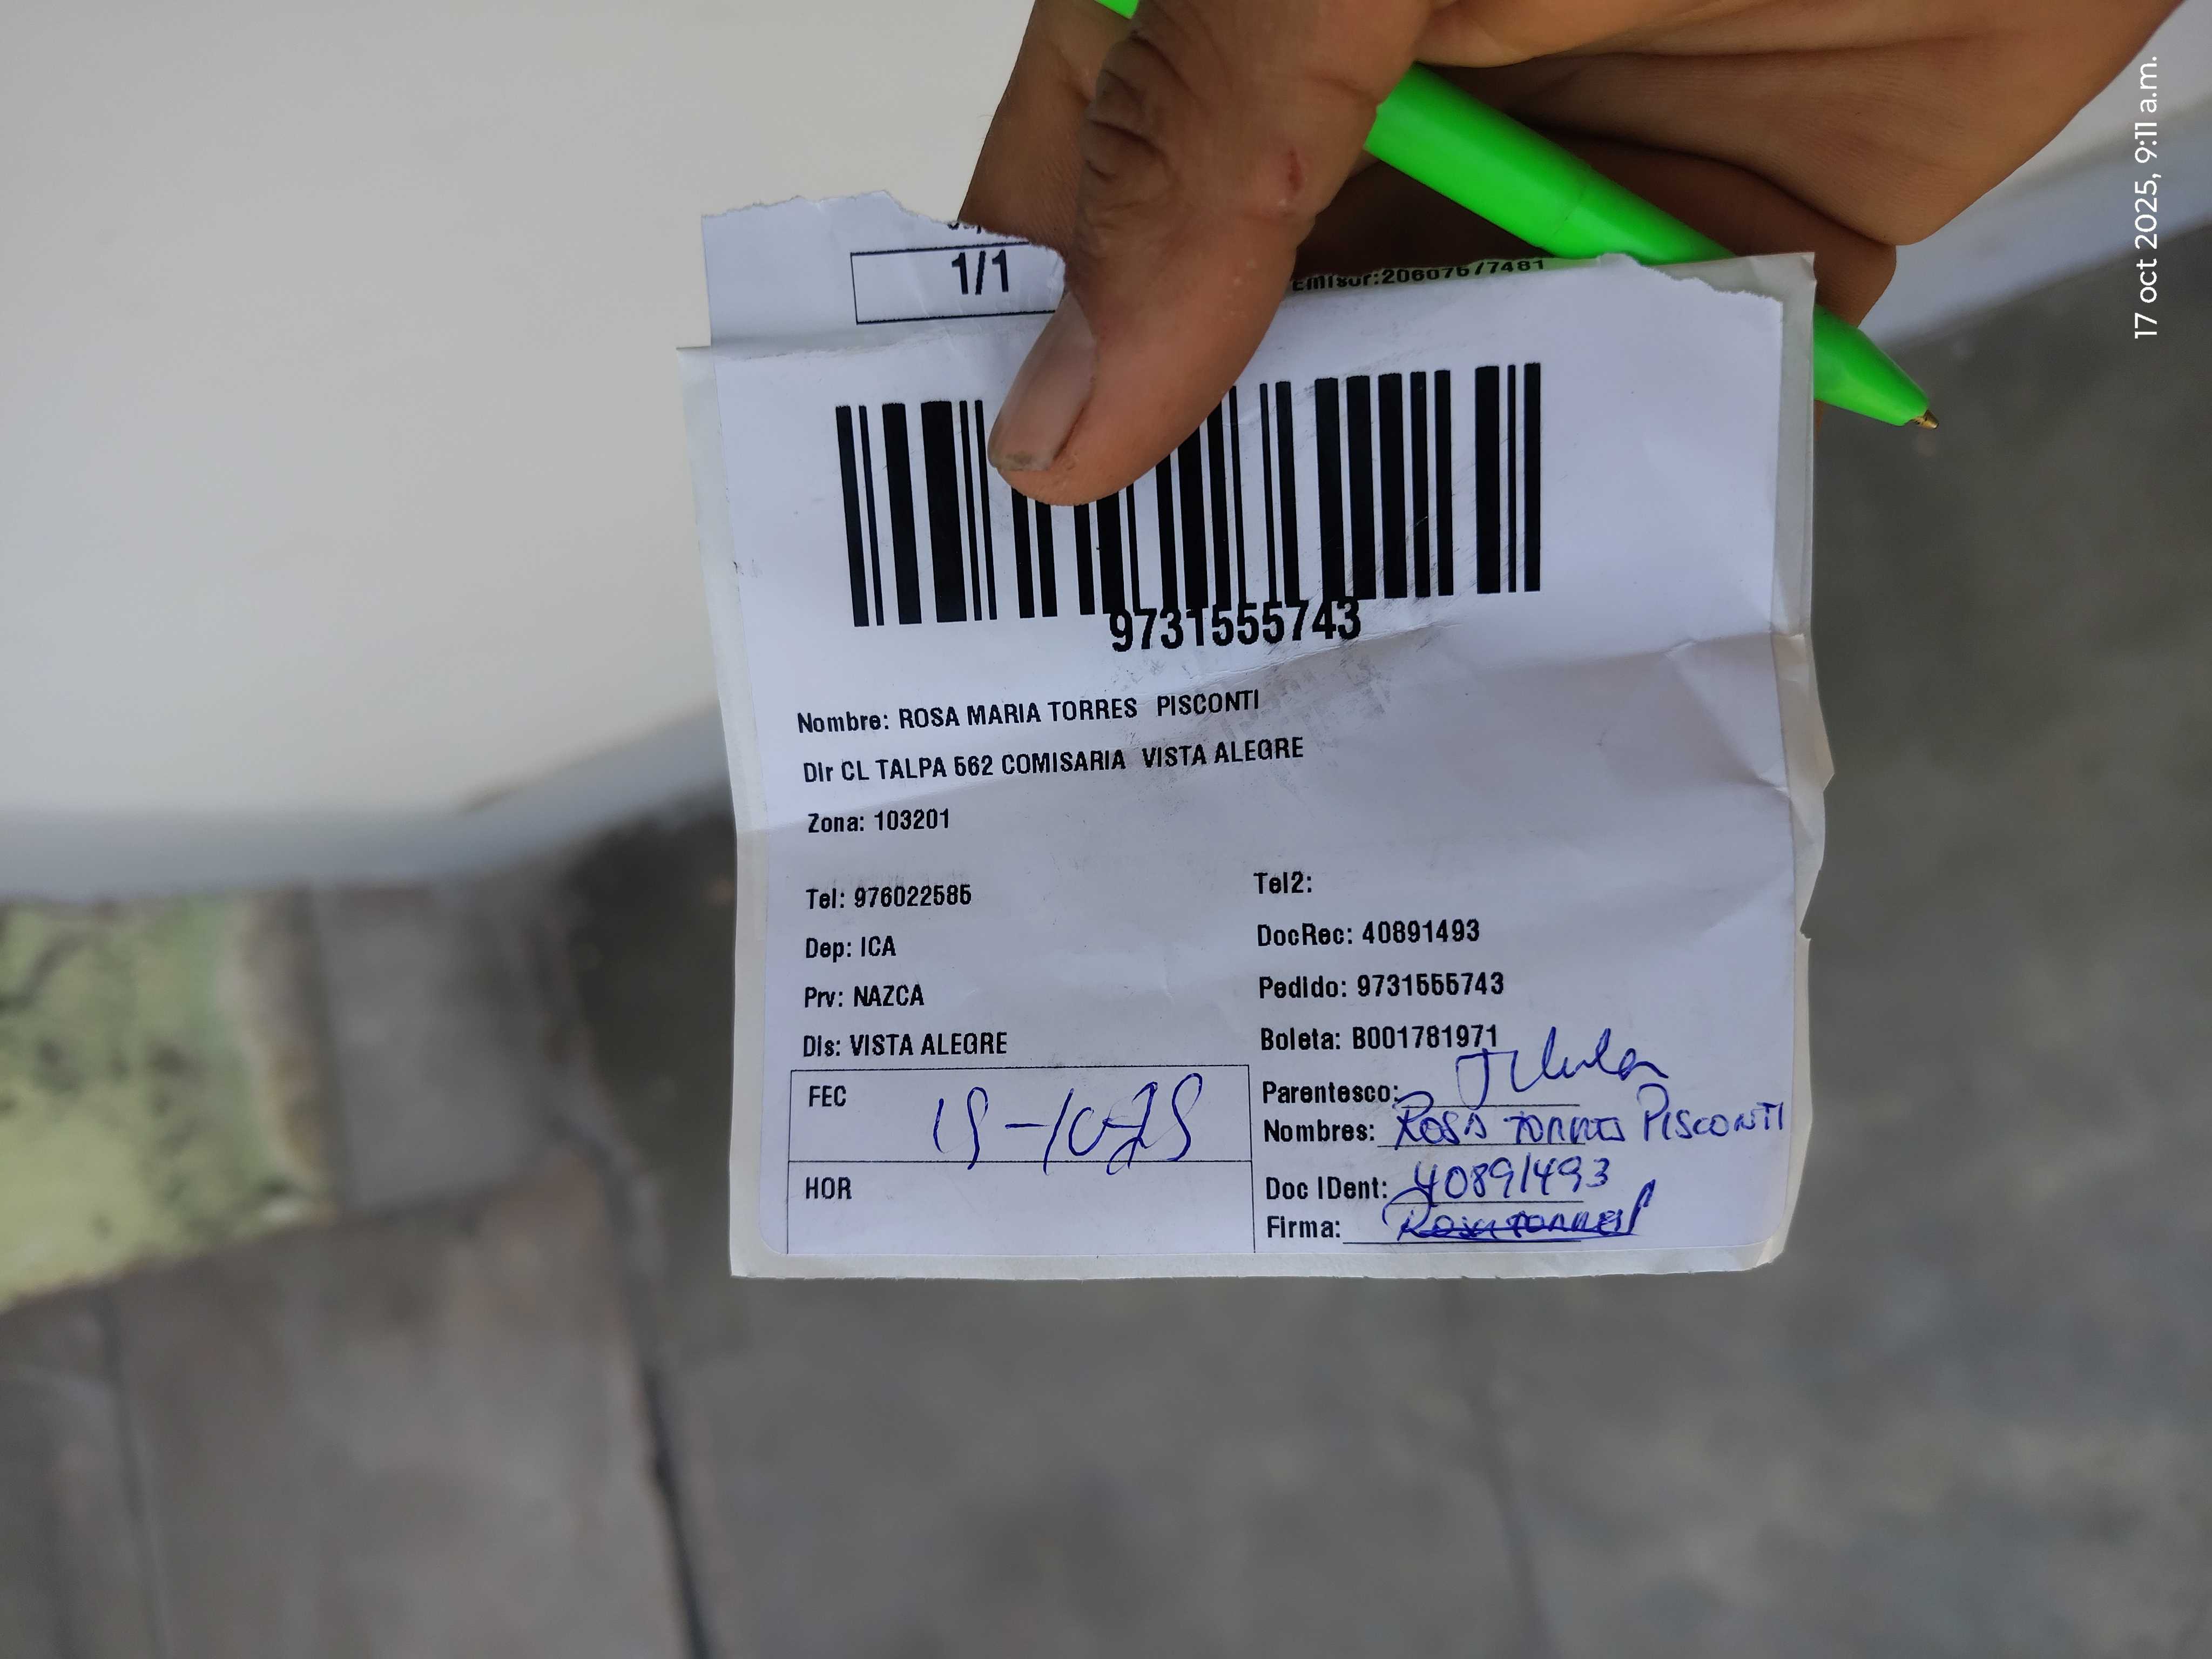 1/1
Emisor:20607677481
9731555743
Nombre: ROSA MARIA TORRES PISCONTI
Dir CL TALPA 562 COMISARIA VISTA ALEGRE
Zona: 103201
Tel: 976022585
Tel2:
Dep: ICA
DocRec: 40891493
Prv: NAZCA
Pedido: 9731555743
Dis: VISTA ALEGRE
Boleta: B001781971
FEC
Parentesco:
Nombres: ROSA TORRES PISCONTI
HOR
Doc IDent: 40891493
Firma:
17 oct 2025, 9:11 a.m.